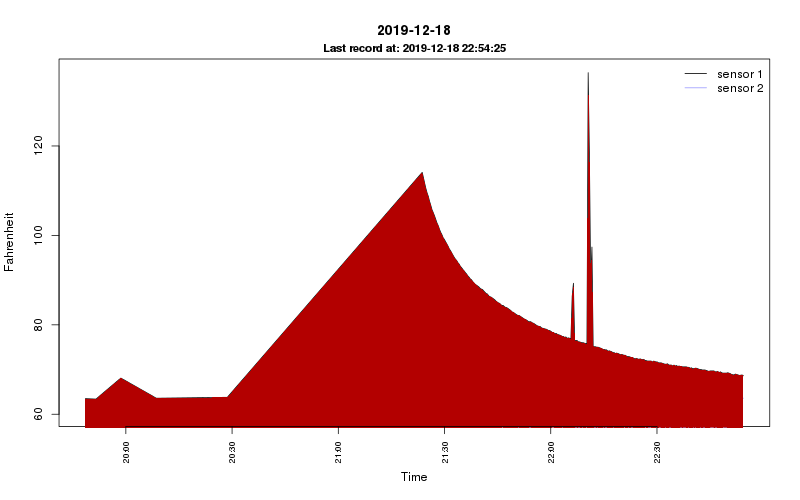 2019-12-18
Last record at: 2019-12-18 22:54:25
sensor 1
sensor 2
120
100
80
60
Fahrenheit
20:00
20:30
21:00
21:30
22:00
22:30
Time